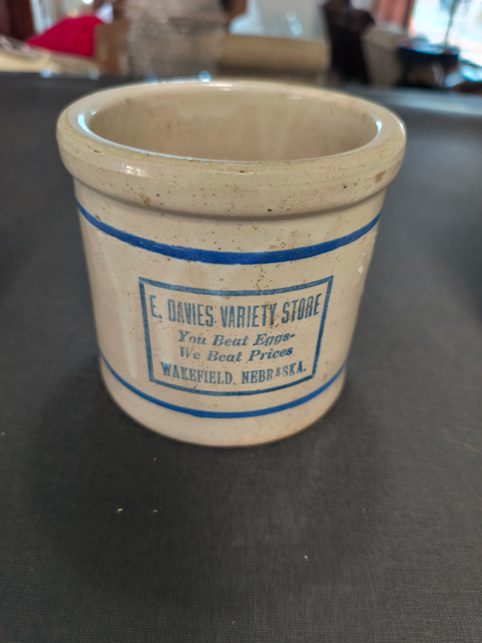 E. DAVIES VARIETY STORE
You Beat Eggs-
We Beat Prices
WAKEFIELD, NEBRASKA.